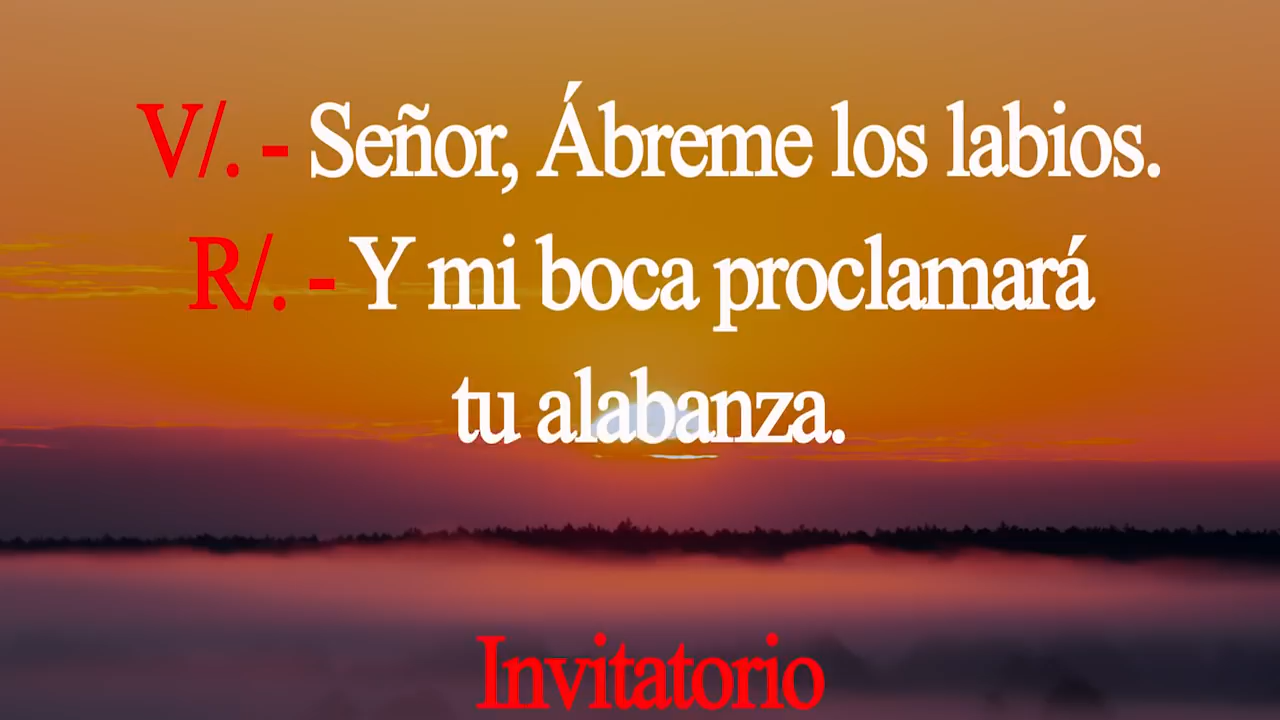 V/. - Señor, Ábreme los labios.
R/. - Y mi boca proclamará
tu alabanza.
Invitatorio